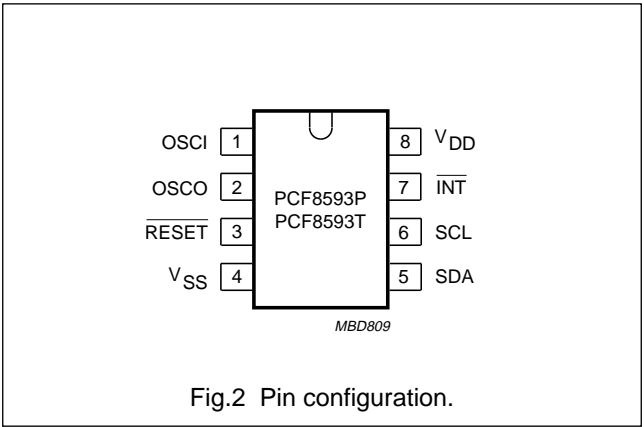 OSCI 1 8 VDD
OSCO 2 7 INT
PCF8593P
PCF8593T
RESET 3 6 SCL
VSS 4 5 SDA
MBD809
Fig.2 Pin configuration.